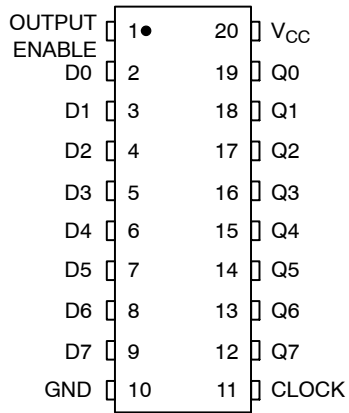 OUTPUT
ENABLE 1 20 VCC
D0 2 19 Q0
D1 3 18 Q1
D2 4 17 Q2
D3 5 16 Q3
D4 6 15 Q4
D5 7 14 Q5
D6 8 13 Q6
D7 9 12 Q7
GND 10 11 CLOCK